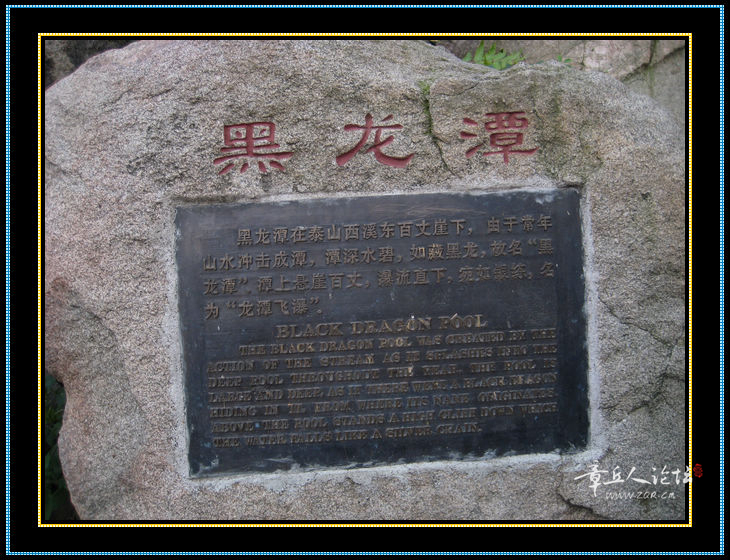 黑龙潭
黑龙潭在泰山西溪东百丈崖下，由于常年
山水冲击成潭，潭深水碧，如藏黑龙，故名“黑
龙潭”。潭上悬崖百丈，瀑流直下，宛如素练，名
为“龙潭飞瀑”。
BLACK DRAGON POOL
THE BLACK DRAGON POOL WAS CREATED BY THE
ACTION OF THE STREAM AS IT SPLASHES INTO THE
DEEP POOL THROUGHOUT THE YEAR. THE POOL IS
LARGE AND DEEP, AS IF THERE WERE A BLACK DRAGON
HIDING IN WHERE ITS NAME ORIGINATES
ABOVE THE POOL STANDS A HIGH DOWN WHICH
THE WATER FALLS LIKE A SILVER
章丘人论坛
www.zqr.cn